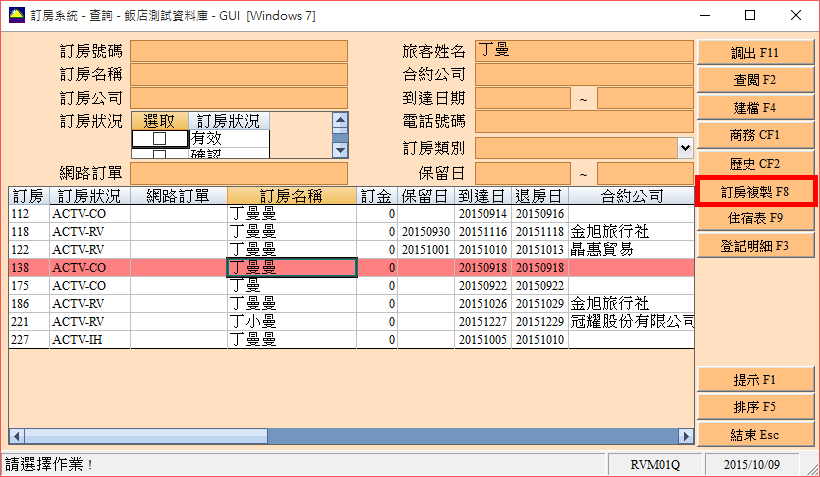 訂房系統 - 查詢 - 飯店測試資料庫 - GUI [Windows 7]
訂房號碼 旅客姓名 丁曼 調出 F11
訂房名稱 合約公司 查閱 F2
訂房公司 到達日期 ~ 建檔 F4
訂房狀況 選取 訂房狀況 電話號碼 商務 CF1
有效
確認 訂房類別 歷史 CF2
網路訂單 保留日 ~
訂房 訂房狀況 網路訂單 訂房名稱 訂金 保留日 到達日 退房日 合約公司 訂房複製 F8
112 ACTV-CO 丁曼曼 0 20150914 20150916 住宿表 F9
118 ACTV-RV 丁曼曼 0 20150930 20151116 20151118 金旭旅行社
122 ACTV-RV 丁曼曼 0 20151001 20151010 20151013 晶惠貿易 登記明細 F3
138 ACTV-CO 丁曼曼 0 20150918 20150918
175 ACTV-CO 丁曼 0 20150922 20150922
186 ACTV-RV 丁曼曼 0 20151026 20151029 金旭旅行社
221 ACTV-RV 丁小曼 0 20151227 20151229 冠耀股份有限公司
227 ACTV-IH 丁曼曼 0 20151005 20151010
提示 F1
排序 F5
結束 Esc
請選擇作業 ! RVM01Q 2015/10/09